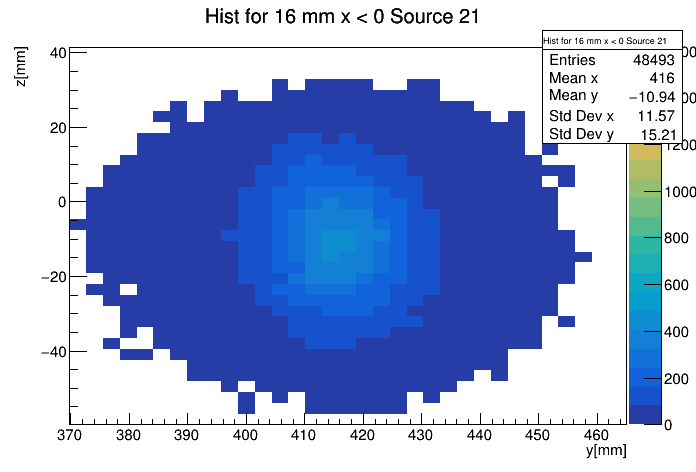 Hist for 16 mm x < 0 Source 21
Hist for 16 mm x < 0 Source 21
Entries 48493
Mean x 416
Mean y −10.94
Std Dev x 11.57
Std Dev y 15.21
z[mm]
40
20
0
−20
−40
370 380 390 400 410 420 430 440 450 460
y[mm]
1200
1000
800
600
400
200
0